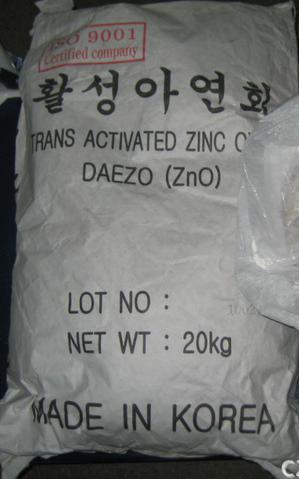 ISO 9001
Certified company
활성아연화
TRANS ACTIVATED ZINC
DAEZO (ZnO)
LOT NO :
NET WT : 20kg
MADE IN KOREA